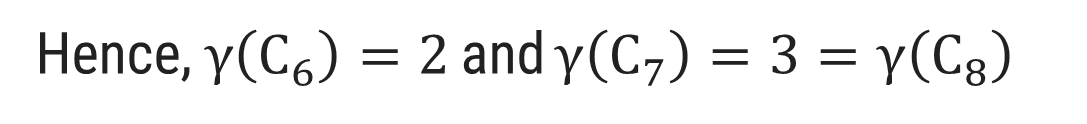 Hence, γ(C₆) = 2 and γ(C₇) = 3 = γ(C₈)